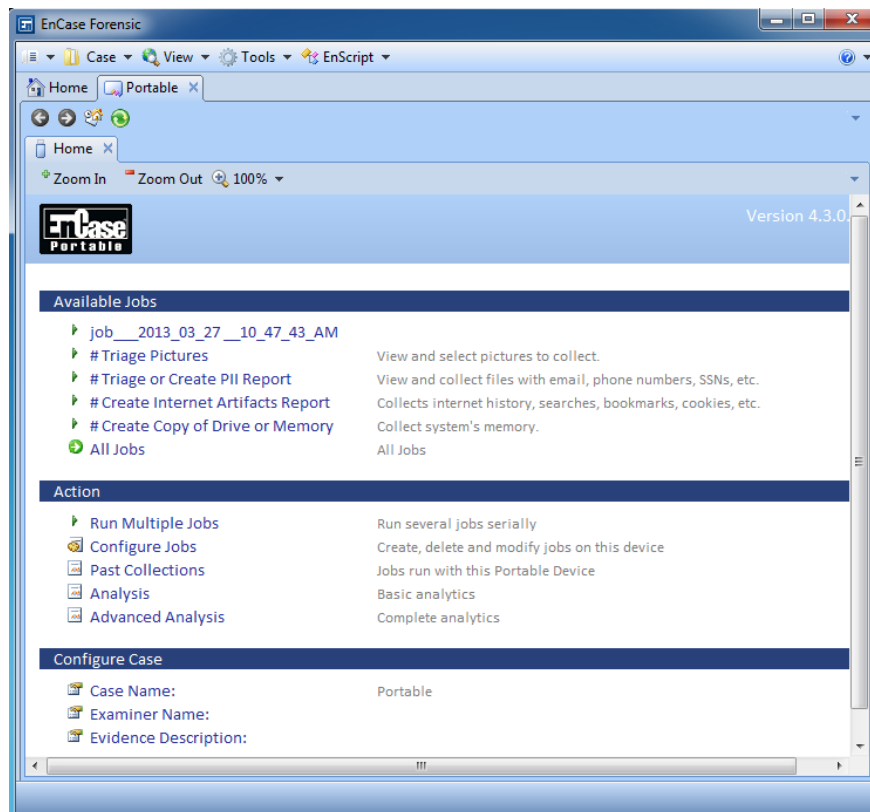 EnCase Forensic
Case View Tools EnScript
Home Portable
Home
Zoom In Zoom Out 100%
EnCase
Portable
Version 4.3.0.
Available Jobs
job___2013_03_27 __10_47_43_AM
# Triage Pictures View and select pictures to collect.
# Triage or Create PII Report View and collect files with email, phone numbers, SSNs, etc.
# Create Internet Artifacts Report Collects internet history, searches, bookmarks, cookies, etc.
# Create Copy of Drive or Memory Collect system's memory.
All Jobs All Jobs
Action
Run Multiple Jobs Run several jobs serially
Configure Jobs Create, delete and modify jobs on this device
Past Collections Jobs run with this Portable Device
Analysis Basic analytics
Advanced Analysis Complete analytics
Configure Case
Case Name: Portable
Examiner Name:
Evidence Description: